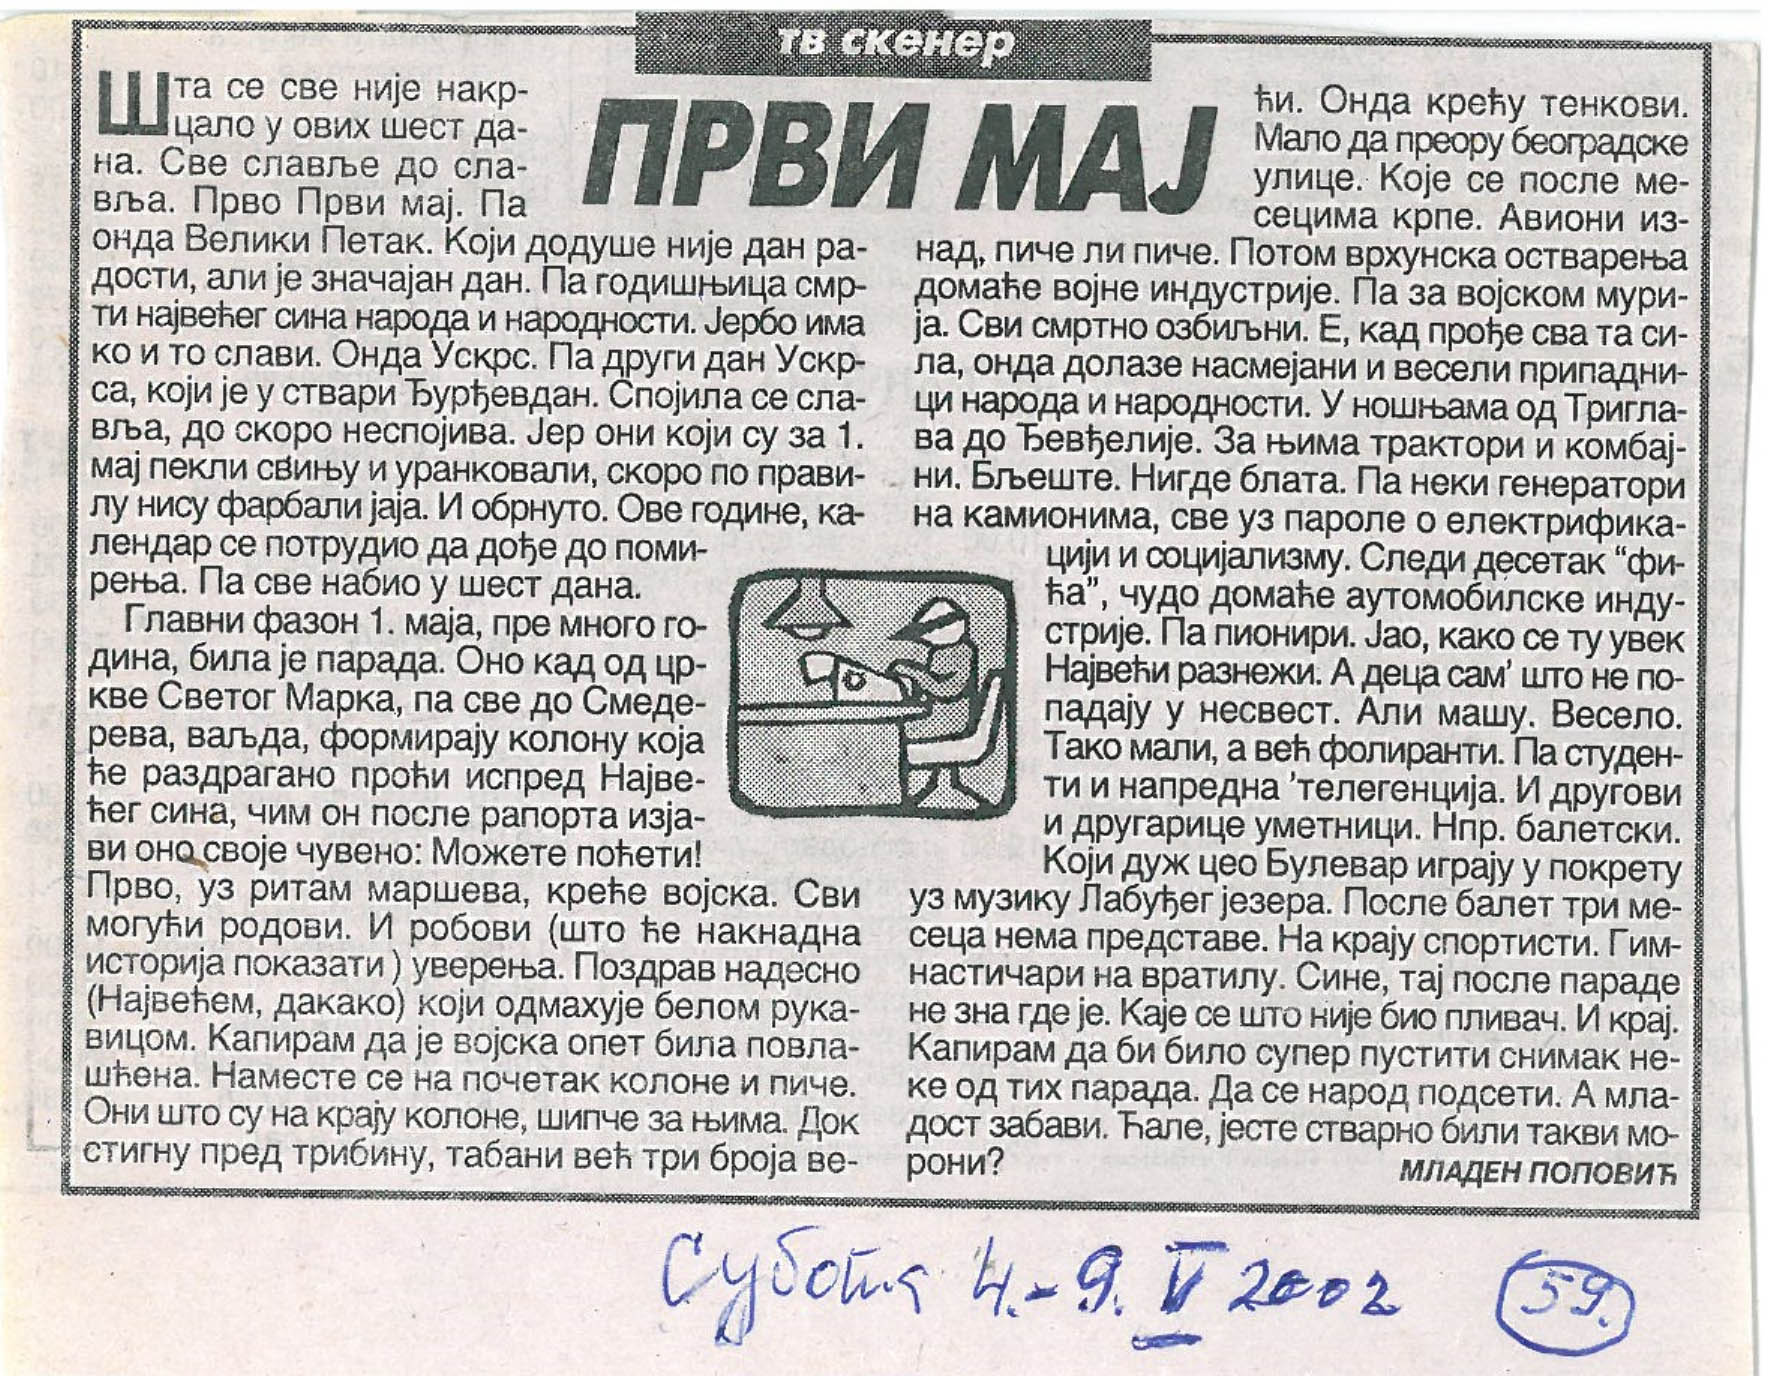 тв скенер
ПРВИ МАЈ
Шта се све није накр-
цало у ових шест да-
на. Све славље до сла-
вља. Прво Први мај. Па
онда Велики Петак. Који додуше није дан ра-
дости, али је значајан дан. Па годишњица смр-
ти највећег сина народа и народности. Јербо има
ко и то слави. Онда Ускрс. Па други дан Ускр-
са, који је у ствари Ђурђевдан. Спојила се сла-
вља, до скоро неспојива. Јер они који су за 1.
мај пекли свињу и уранковали, скоро по прави-
лу нису фарбали јаја. И обрнуто. Ове године, ка-
лендар се потрудио да дође до поми-
рења. Па све набио у шест дана.
Главни фазон 1. маја, пре много го-
дина, била је парада. Оно кад од цр-
кве Светог Марка, па све до Смеде-
рева, ваљда, формирају колону која
ће раздрагано проћи испред Најве-
ћег сина, чим он после рапорта изја-
ви оно своје чувено: Можете поћети!
Прво, уз ритам маршева, креће војска. Сви
могући родови. И робови (што ће накнадна
историја показати) уверења. Поздрав надесно
(Највећем, дакако) који одмахује белом рука-
вицом. Капирам да је војска опет била повла-
шћена. Наместе се на почетак колоне и пиче.
Они што су на крају колоне, шипче за њима. Док
стигну пред трибину, табани већ три броја ве-
ћи. Онда крећу тенкови.
Мало да преору београдске
улице. Које се после ме-
сецима крпе. Авиони из-
над, пиче ли пиче. Потом врхунска остварења
домаће војне индустрије. Па за војском мури-
ја. Сви смртно озбиљни. Е, кад прође сва та си-
ла, онда долазе насмејани и весели припадни-
ци народа и народности. У ношњама од Тригла-
ва до Ђевђелије. За њима трактори и комбај-
ни. Бљеште. Нигде блата. Па неки генератори
на камионима, све уз пароле о електрифика-
цији и социјализму. Следи десетак “фи-
ћа”, чудо домаће аутомобилске инду-
стрије. Па пионири. Јао, како се ту увек
Највећи разнежи. А деца сам’ што не по-
падају у несвест. Али машу. Весело.
Тако мали, а већ фолиранти. Па студен-
ти и напредна ’телегенција. И другови
и другарице уметници. Нпр. балетски.
Који дуж цео Булевар играју у покрету
уз музику Лабуђег језера. После балет три ме-
сеца нема представе. На крају спортисти. Гим-
настичари на вратилу. Сине, тај после параде
не зна где је. Каје се што није био пливач. И крај.
Капирам да би било супер пустити снимак не-
ке од тих парада. Да се народ подсети. А мла-
дост забави. Ћале, јесте стварно били такви мо-
рони?
МЛАДЕН ПОПОВИЋ
Субота 4.-9. V 2002
59.